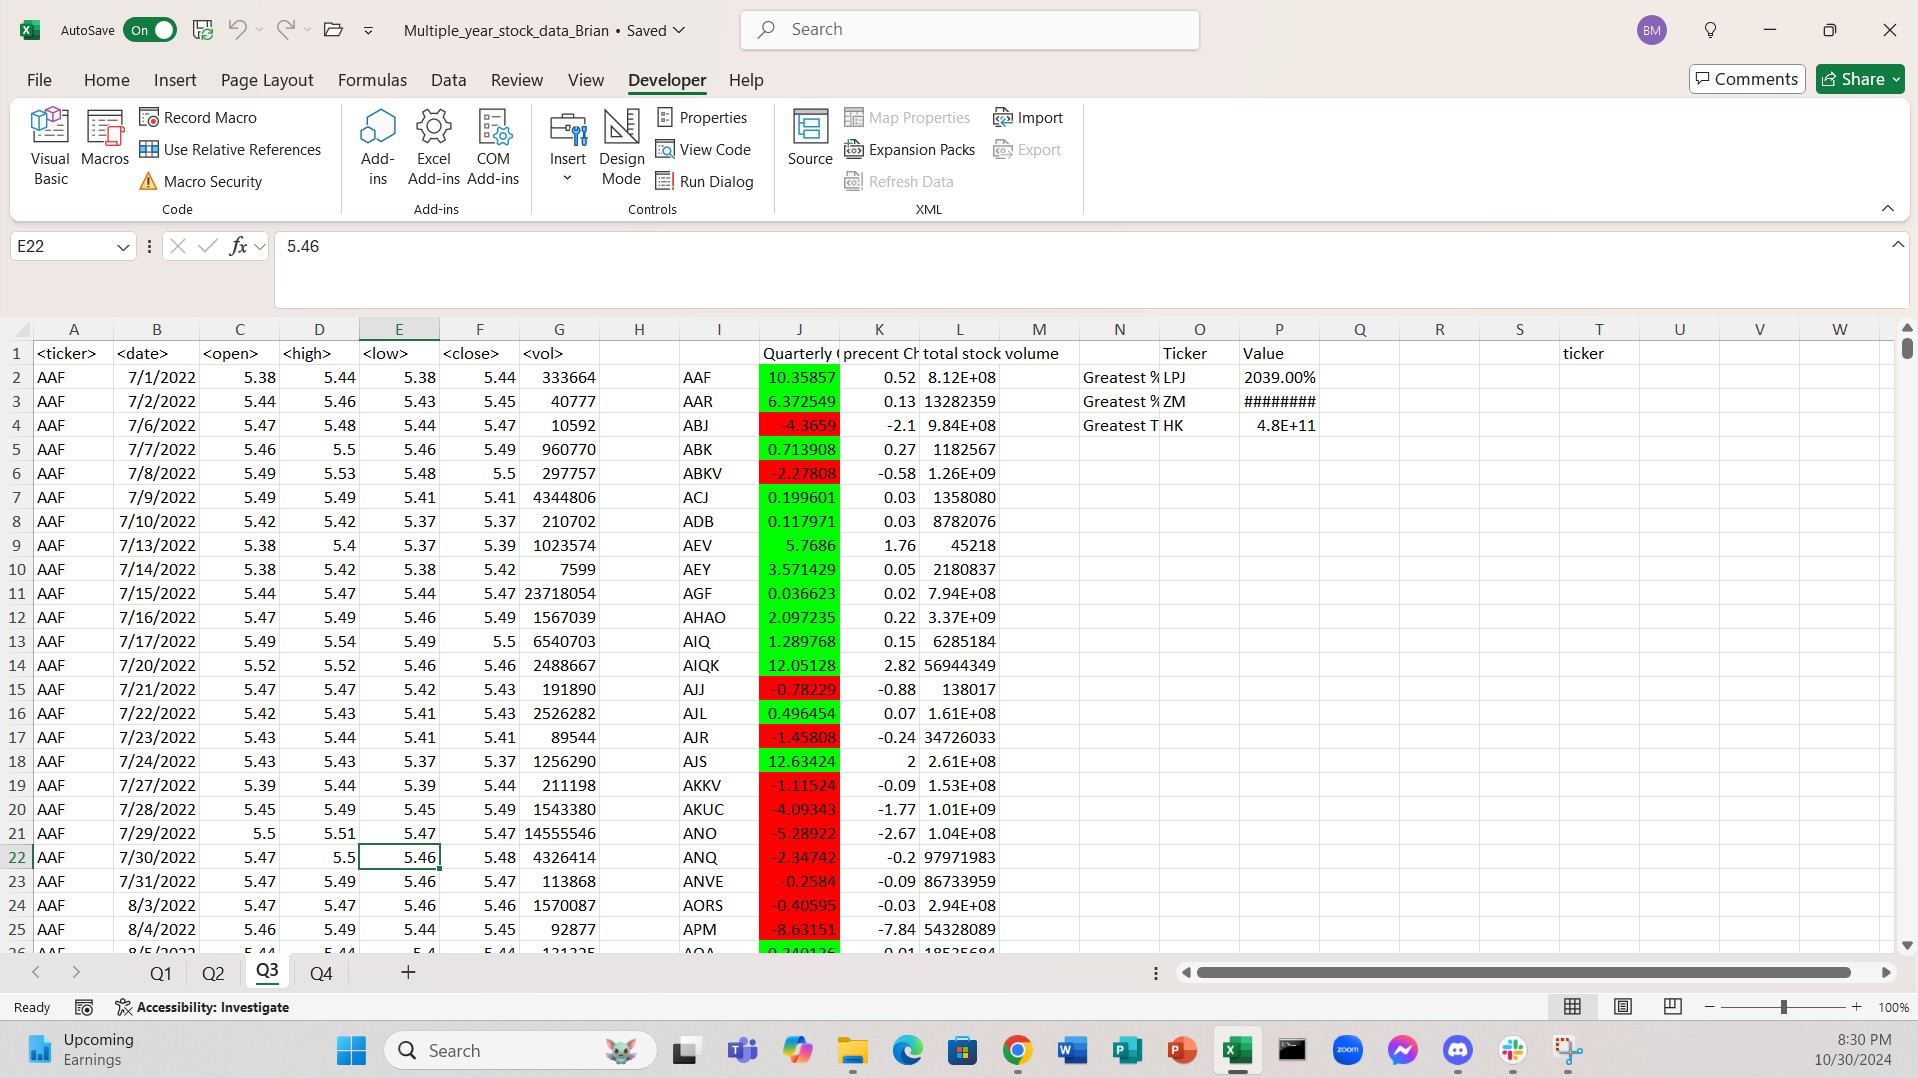 AutoSave On Multiple_year_stock_data_Brian • Saved Search BM
File Home Insert Page Layout Formulas Data Review View Developer Help Comments Share
Visual Basic
Macros
Record Macro
Use Relative References
Macro Security
Code
Add-ins
Excel Add-ins
COM Add-ins
Add-ins
Insert
Design Mode
Properties
View Code
Run Dialog
Controls
Source
Map Properties
Expansion Packs
Refresh Data
Import
Export
XML
E22 fx 5.46
A B C D E F G H I J K L M N O P Q R S T U V W
1 <ticker> <date> <open> <high> <low> <close> <vol> Quarterly precent Ch total stock volume Ticker Value ticker
2 AAF 7/1/2022 5.38 5.44 5.38 5.44 333664 AAF 10.35857 0.52 8.12E+08 Greatest % LPJ 2039.00%
3 AAF 7/2/2022 5.44 5.46 5.43 5.45 40777 AAR 6.372549 0.13 13282359 Greatest % ZM ########
4 AAF 7/6/2022 5.47 5.48 5.44 5.47 10592 ABJ -4.3659 -2.1 9.84E+08 Greatest T HK 4.8E+11
5 AAF 7/7/2022 5.46 5.5 5.46 5.49 960770 ABK 0.713908 0.27 1182567
6 AAF 7/8/2022 5.49 5.53 5.48 5.5 297757 ABKV -2.27808 -0.58 1.26E+09
7 AAF 7/9/2022 5.49 5.49 5.41 5.41 4344806 ACJ 0.199601 0.03 1358080
8 AAF 7/10/2022 5.42 5.42 5.37 5.37 210702 ADB 0.117971 0.03 8782076
9 AAF 7/13/2022 5.38 5.4 5.37 5.39 1023574 AEV 5.7686 1.76 45218
10 AAF 7/14/2022 5.38 5.42 5.38 5.42 7599 AEY 3.571429 0.05 2180837
11 AAF 7/15/2022 5.44 5.47 5.44 5.47 23718054 AGF 0.036623 0.02 7.94E+08
12 AAF 7/16/2022 5.47 5.49 5.46 5.49 1567039 AHAO 2.097235 0.22 3.37E+09
13 AAF 7/17/2022 5.49 5.54 5.49 5.5 6540703 AIQ 1.289768 0.15 6285184
14 AAF 7/20/2022 5.52 5.52 5.46 5.46 2488667 AIQK 12.05128 2.82 56944349
15 AAF 7/21/2022 5.47 5.47 5.42 5.43 191890 AJJ -0.78229 -0.88 138017
16 AAF 7/22/2022 5.42 5.43 5.41 5.43 2526282 AJL 0.496454 0.07 1.61E+08
17 AAF 7/23/2022 5.43 5.44 5.41 5.41 89544 AJR -1.45808 -0.24 34726033
18 AAF 7/24/2022 5.43 5.43 5.37 5.37 1256290 AJS 12.63424 2 2.61E+08
19 AAF 7/27/2022 5.39 5.44 5.39 5.44 211198 AKKV -1.11524 -0.09 1.53E+08
20 AAF 7/28/2022 5.45 5.49 5.45 5.49 1543380 AKUC -4.09343 -1.77 1.01E+09
21 AAF 7/29/2022 5.5 5.51 5.47 5.47 14555546 ANO -5.28922 -2.67 1.04E+08
22 AAF 7/30/2022 5.47 5.5 5.46 5.48 4326414 ANQ -2.34742 -0.2 97971983
23 AAF 7/31/2022 5.47 5.49 5.46 5.47 113868 ANVE -0.2584 -0.09 86733959
24 AAF 8/3/2022 5.47 5.47 5.46 5.46 1570087 AORS -0.40595 -0.03 2.94E+08
25 AAF 8/4/2022 5.46 5.49 5.44 5.45 92877 APM -8.63151 -7.84 54328089
Q1 Q2 Q3 Q4 +
Ready Accessibility: Investigate 100%
Upcoming
Earnings
Search
zoom
8:30 PM
10/30/2024